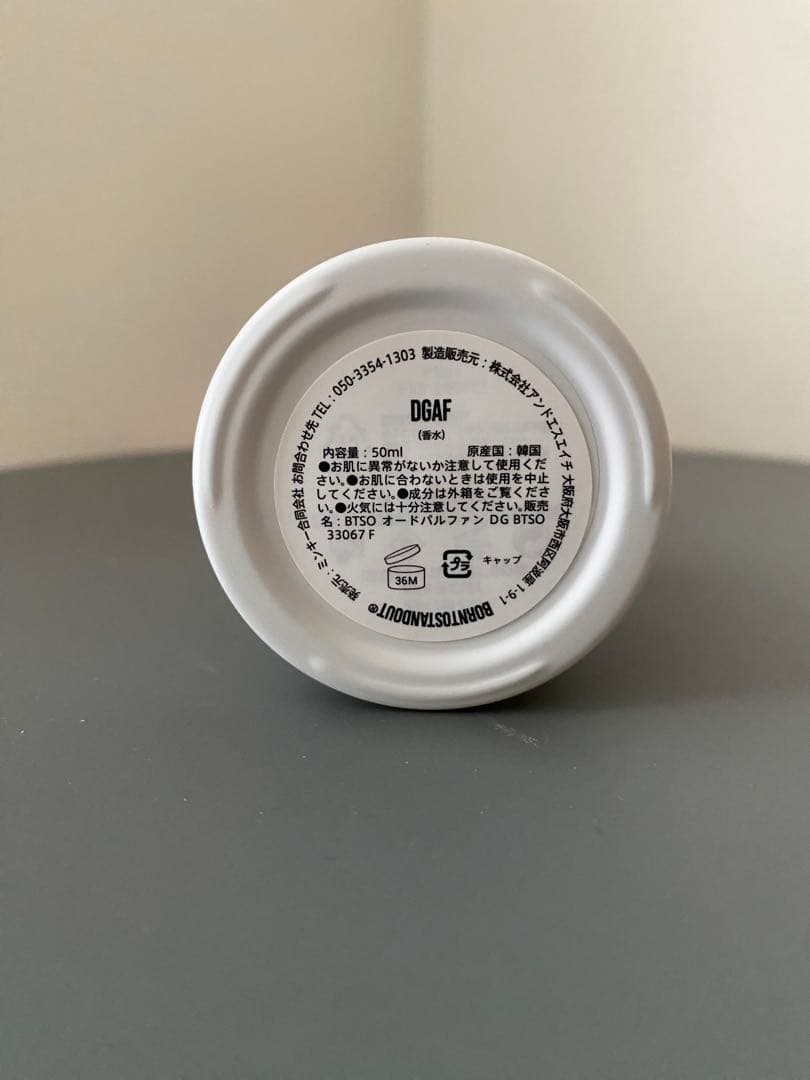 DGAF
(香水)
内容量：50ml 原産国：韓国
●お肌に異常がないか注意して使用くだ
さい。●お肌に合わないときは使用を中止
してください。●成分は外箱をご覧くださ
い。●火気には十分注意してください。販売
名：BTSO オードパルファン DG BTSO
33067 F
36M
プラ
キャップ
発売元：ミンキー合同会社 お問合わせ先 TEL：050-3354-1303 製造販売元：株式会社アンドエスエイチ 大阪府大阪市西区阿波座 1-9-1
BORNTOSTANDOUT®